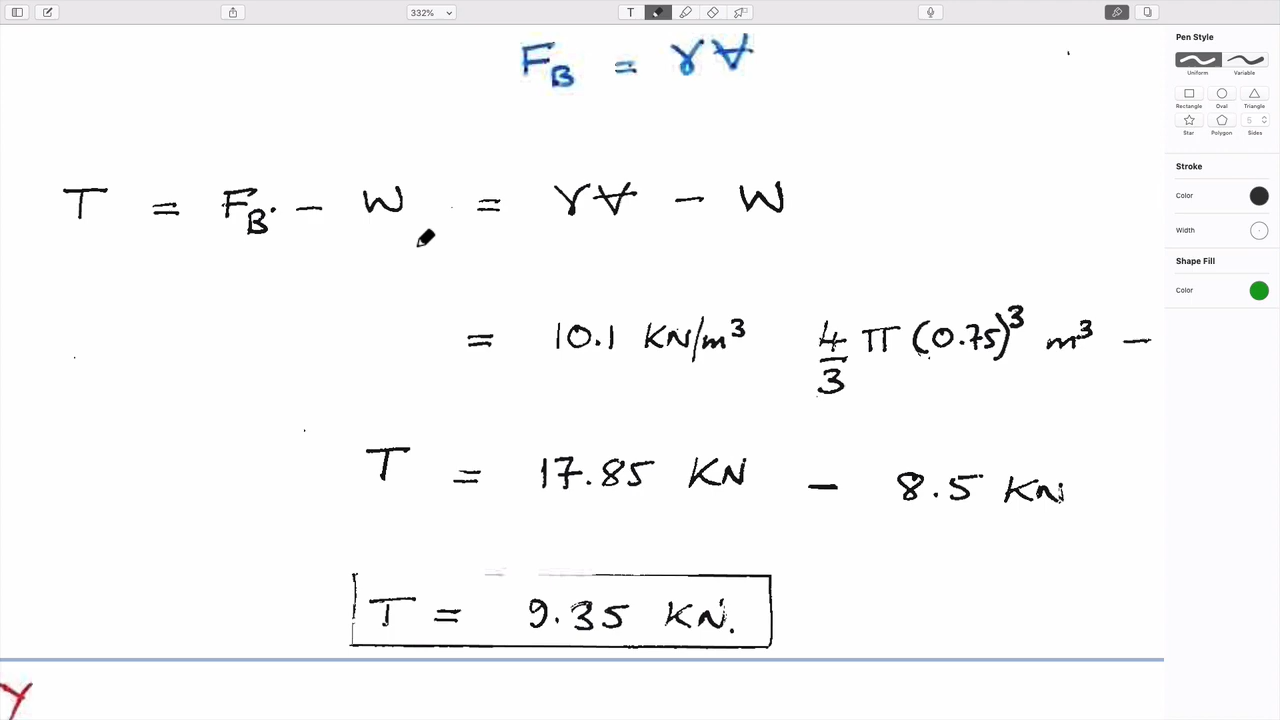 332%
T
Pen Style
Uniform Variable
Rectangle Oval Triangle
Star Polygon 5 Sides
Stroke
Color
Width
Shape Fill
Color
F_B = γ∀
T = F_B - W = γ∀ - W
= 10.1 KN/m³ 4/3 π (0.75)³ m³ -
T = 17.85 KN - 8.5 KN
T = 9.35 KN.
Y